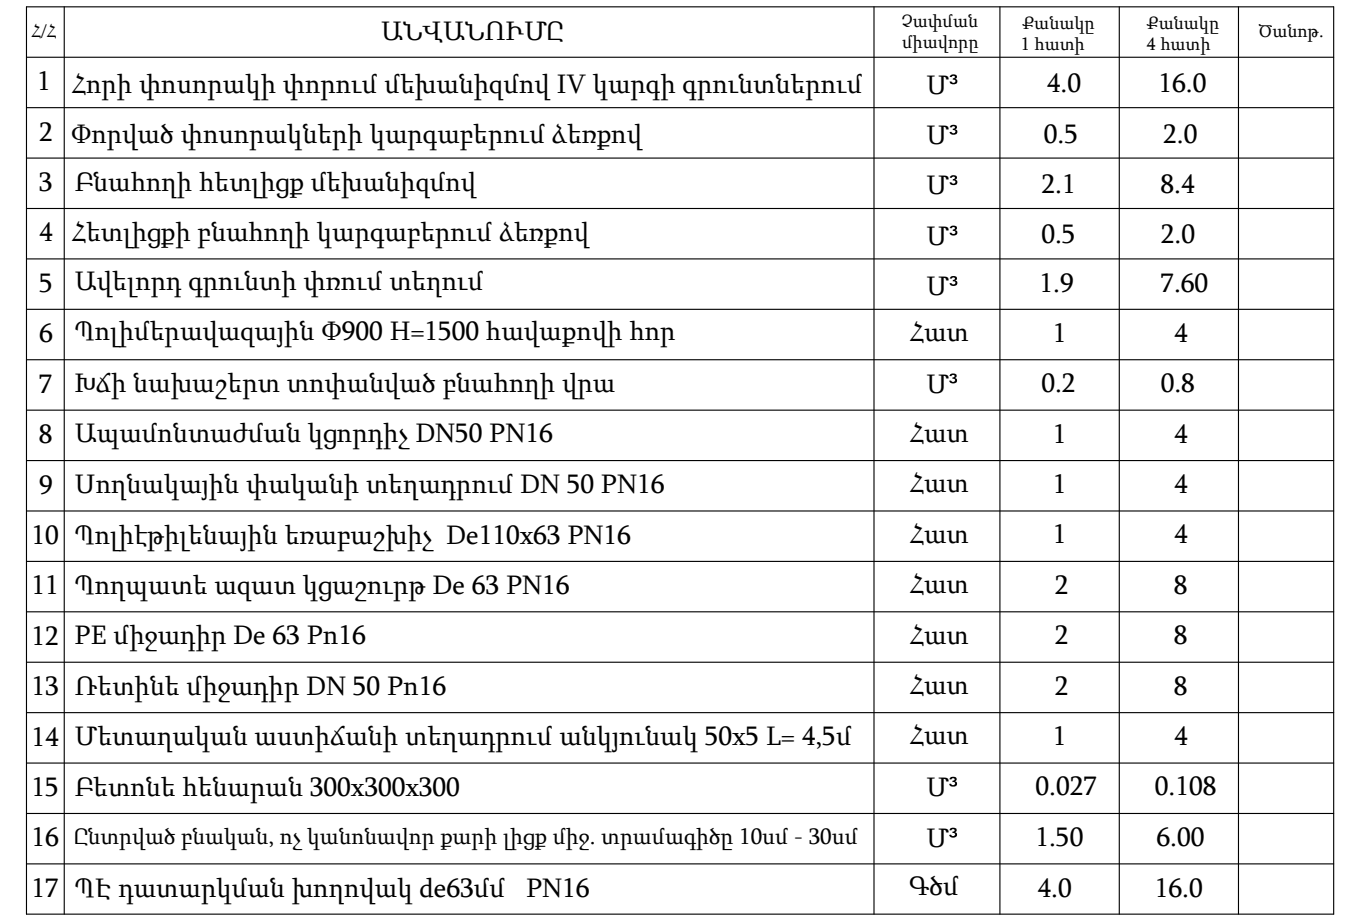 Հ/Հ ԱՆՎԱՆՈՒՄԸ Չափման միավորը Քանակը 1 հատի Քանակը 4 հատի Ծանոթ.
1 Հորի փոսորակի փորում մեխանիզմով IV կարգի գրունտներում Մ³ 4.0 16.0
2 Փորված փոսորակների կարգաբերում ձեռքով Մ³ 0.5 2.0
3 Բնահողի հետլիցք մեխանիզմով Մ³ 2.1 8.4
4 Հետլիցքի բնահողի կարգաբերում ձեռքով Մ³ 0.5 2.0
5 Ավելորդ գրունտի փռում տեղում Մ³ 1.9 7.60
6 Պոլիմերավազային Փ900 H=1500 հավաքովի հոր Հատ 1 4
7 Խճի նախաշերտ տոփանված բնահողի վրա Մ³ 0.2 0.8
8 Ապամոնտաժման կցորդիչ DN50 PN16 Հատ 1 4
9 Սողնակային փականի տեղադրում DN 50 PN16 Հատ 1 4
10 Պոլիէթիլենային եռաբաշխիչ De110x63 PN16 Հատ 1 4
11 Պողպատե ազատ կցաշուրթ De 63 PN16 Հատ 2 8
12 PE միջադիր De 63 Pn16 Հատ 2 8
13 Ռետինե միջադիր DN 50 Pn16 Հատ 2 8
14 Մետաղական աստիճանի տեղադրում անկյունակ 50x5 L= 4,5մ Հատ 1 4
15 Բետոնե հենարան 300x300x300 Մ³ 0.027 0.108
16 Ընտրված բնական, ոչ կանոնավոր քարի լիցք միջ. տրամագիծը 10սմ - 30սմ Մ³ 1.50 6.00
17 ՊԷ դատարկման խողովակ de63մմ PN16 Գծմ 4.0 16.0